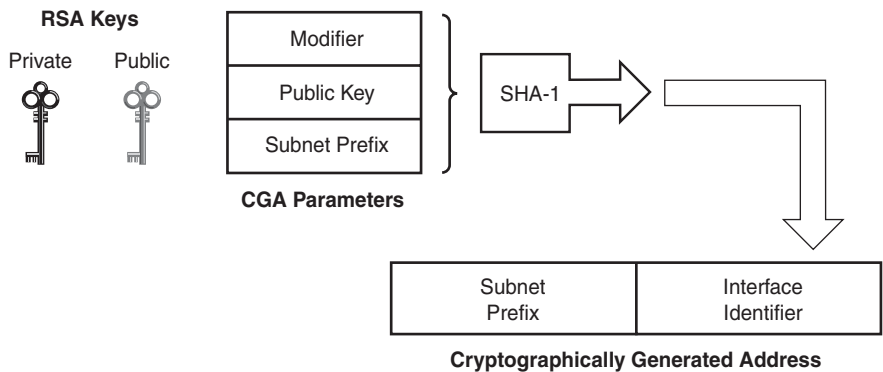 RSA Keys
Private
Public
Modifier
Public Key
Subnet Prefix
CGA Parameters
SHA-1
Subnet
Prefix
Interface
Identifier
Cryptographically Generated Address